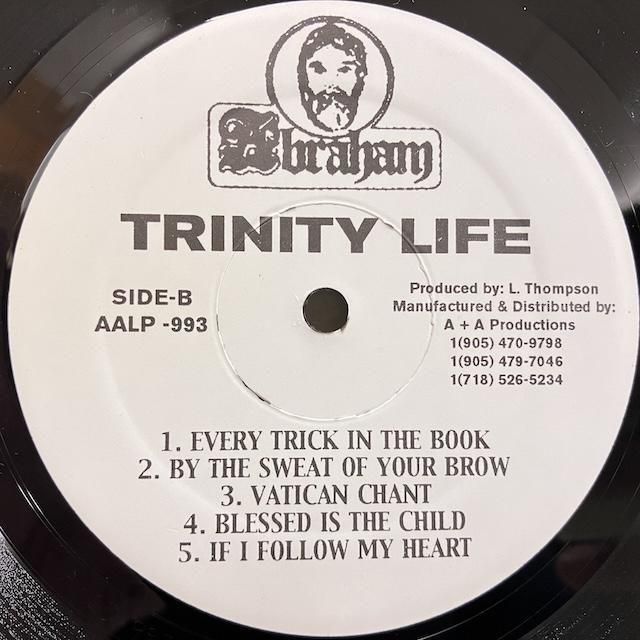 Abraham
TRINITY LIFE
SIDE-B
AALP -993
Produced by: L. Thompson
Manufactured & Distributed by:
A + A Productions
1(905) 470-9798
1(905) 479-7046
1(718) 526-5234
1. EVERY TRICK IN THE BOOK
2. BY THE SWEAT OF YOUR BROW
3. VATICAN CHANT
4. BLESSED IS THE CHILD
5. IF I FOLLOW MY HEART